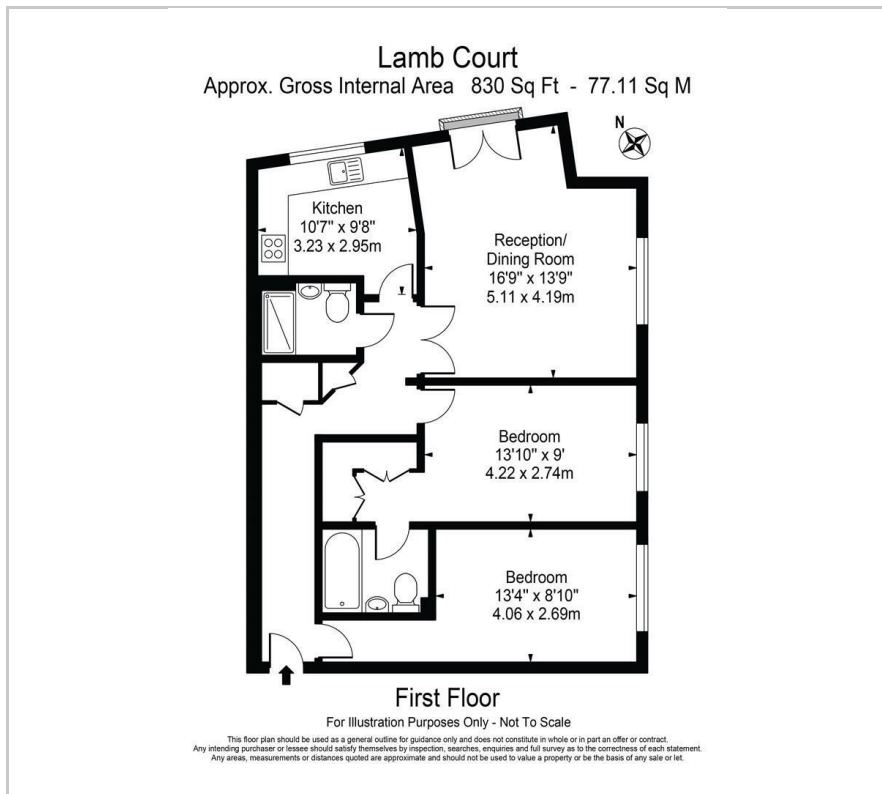 Lamb Court
Approx. Gross Internal Area 830 Sq Ft - 77.11 Sq M
N
Kitchen
10'7" x 9'8"
3.23 x 2.95m
Reception/
Dining Room
16'9" x 13'9"
5.11 x 4.19m
Bedroom
13'10" x 9'
4.22 x 2.74m
Bedroom
13'4" x 8'10"
4.06 x 2.69m
First Floor
For Illustration Purposes Only - Not To Scale
This floor plan should be used as a general outline for guidance only and does not constitute in whole or in part an offer or contract.
Any intending purchaser or lessee should satisfy themselves by inspection, searches, enquiries and full survey as to the correctness of each statement.
Any areas, measurements or distances quoted are approximate and should not be used to value a property or be the basis of any sale or let.